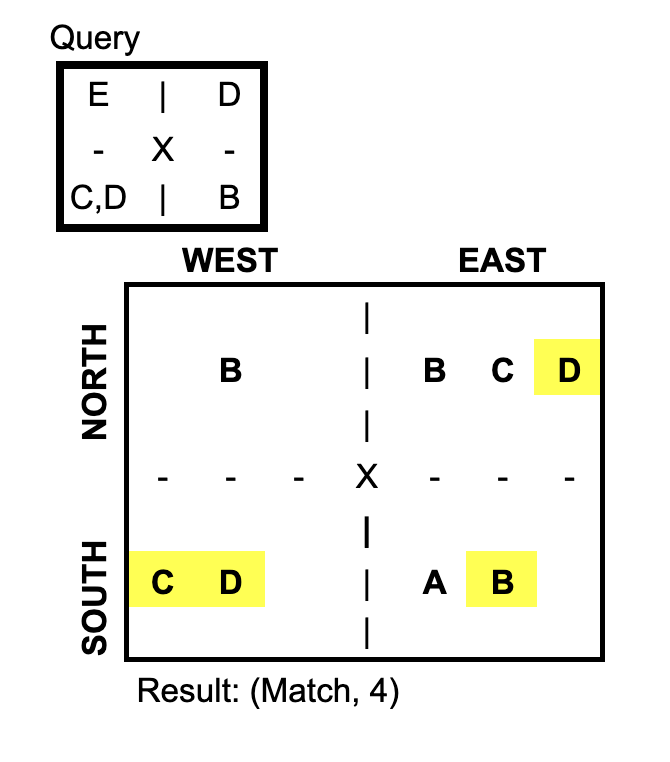 Query
E | D
- X -
C,D | B
WEST EAST
NORTH
|
B | B C D
|
- - - X - - -
SOUTH
|
C D | A B
|
Result: (Match, 4)